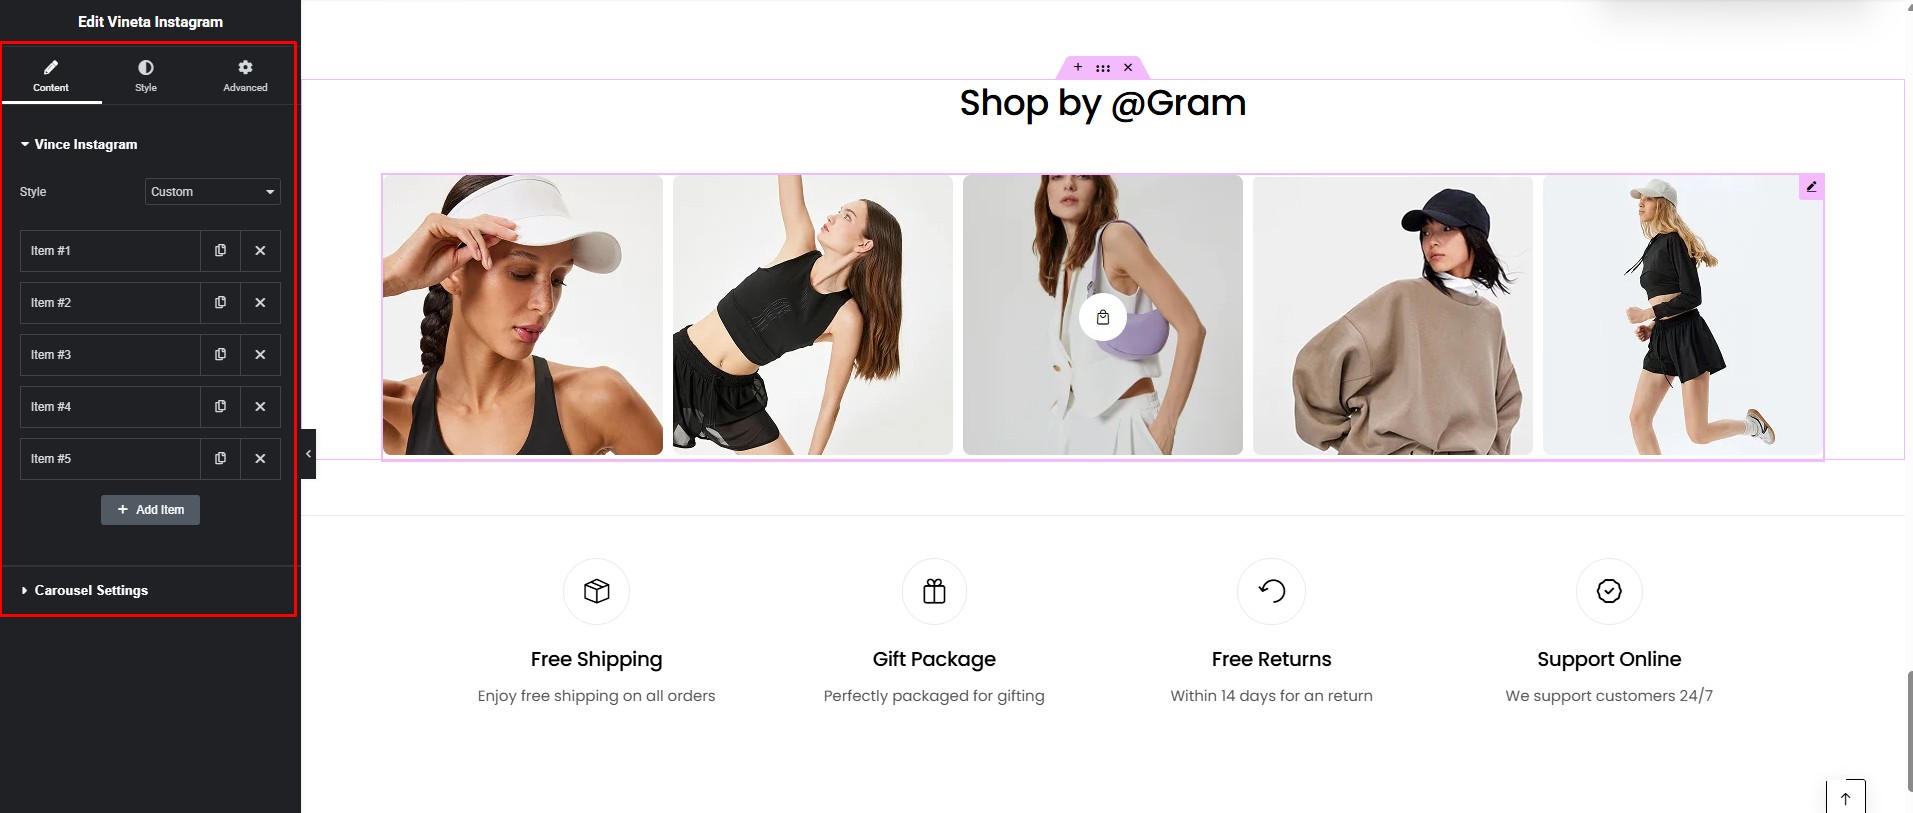 Edit Vineta Instagram
Content
Style
Advanced
Vince Instagram
Style
Custom
Item #1
Item #2
Item #3
Item #4
Item #5
+ Add Item
Carousel Settings
Shop by @Gram
Free Shipping
Enjoy free shipping on all orders
Gift Package
Perfectly packaged for gifting
Free Returns
Within 14 days for an return
Support Online
We support customers 24/7